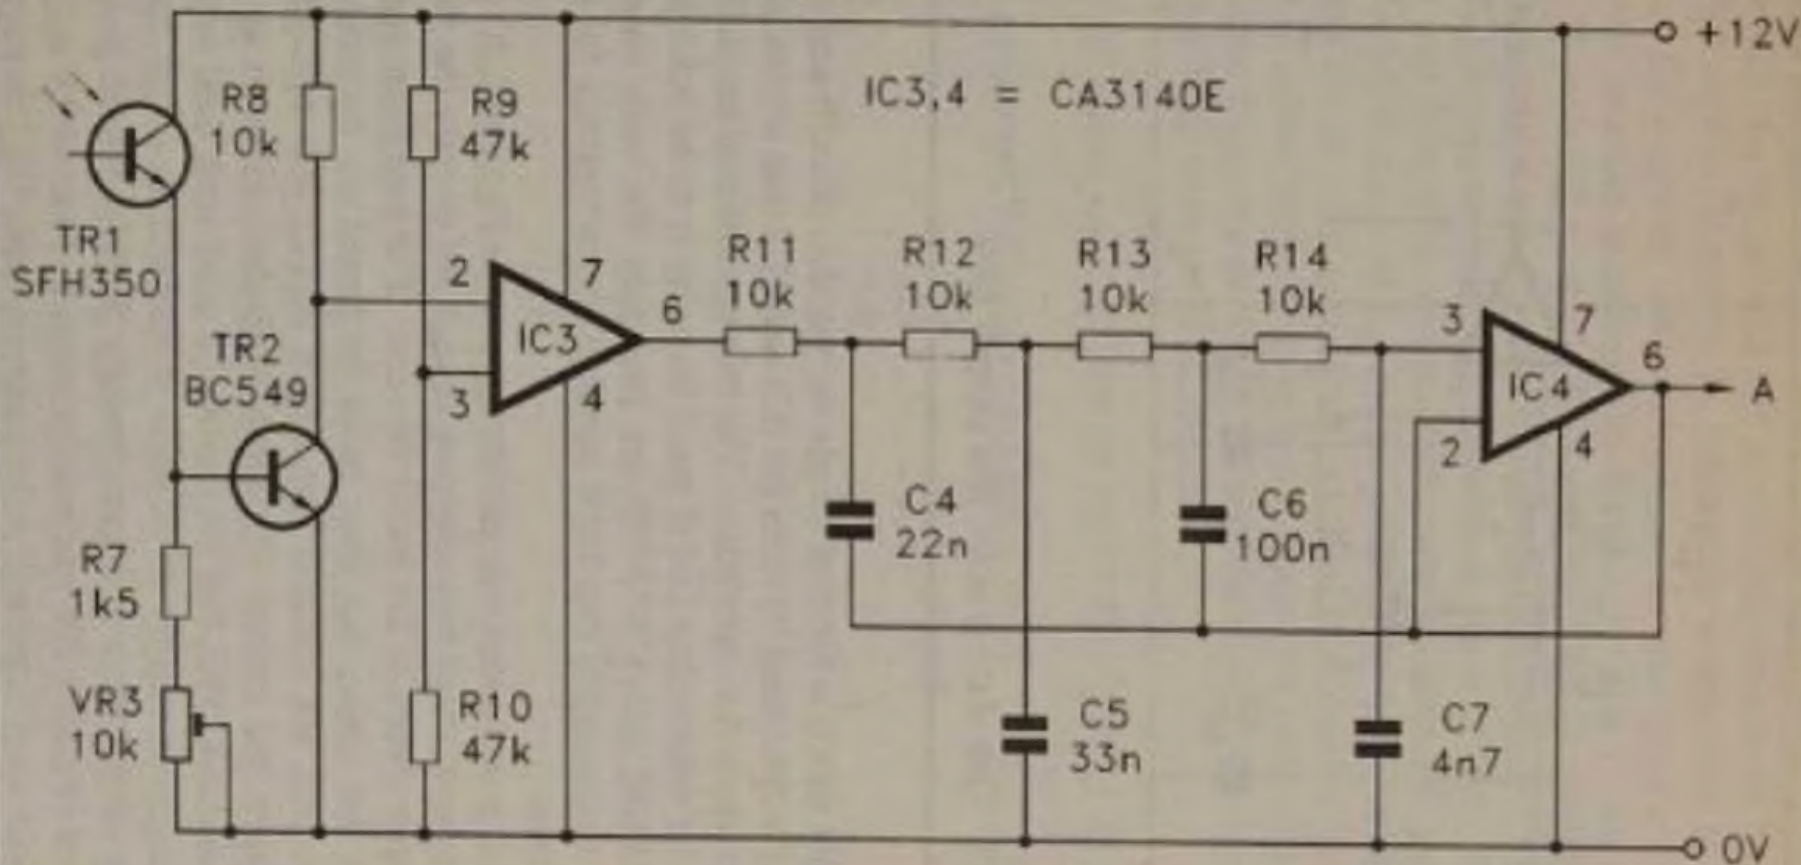 +12V
IC3,4 = CA3140E
R8
10k
R9
47k
TR1
SFH350
TR2
BC549
2
7
IC3
6
3
4
R11
10k
R12
10k
R13
10k
R14
10k
3
7
IC4
6
A
2
4
C4
22n
C6
100n
R7
1k5
VR3
10k
R10
47k
C5
33n
C7
4n7
0V